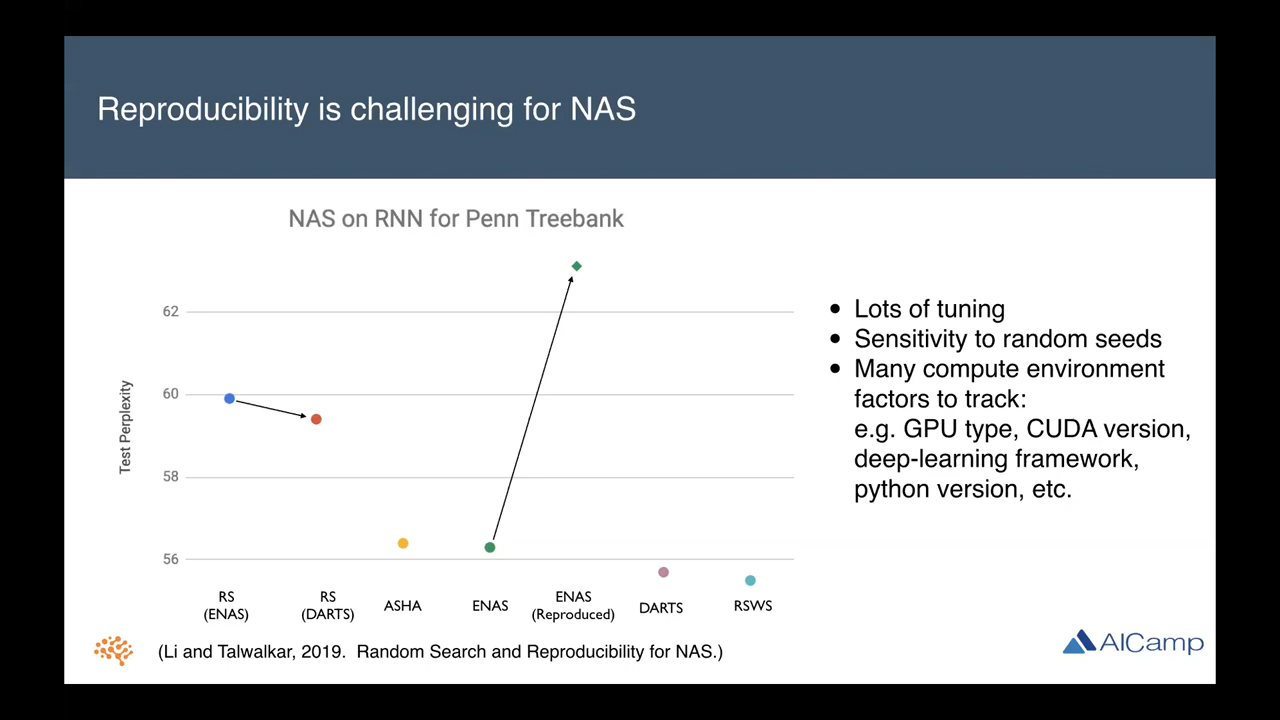 Reproducibility is challenging for NAS
NAS on RNN for Penn Treebank
62
60
58
56
Test Perplexity
RS
(ENAS)
RS
(DARTS)
ASHA
ENAS
ENAS
(Reproduced)
DARTS
RSWS
• Lots of tuning
• Sensitivity to random seeds
• Many compute environment
factors to track:
e.g. GPU type, CUDA version,
deep-learning framework,
python version, etc.
(Li and Talwalkar, 2019. Random Search and Reproducibility for NAS.)
AICamp